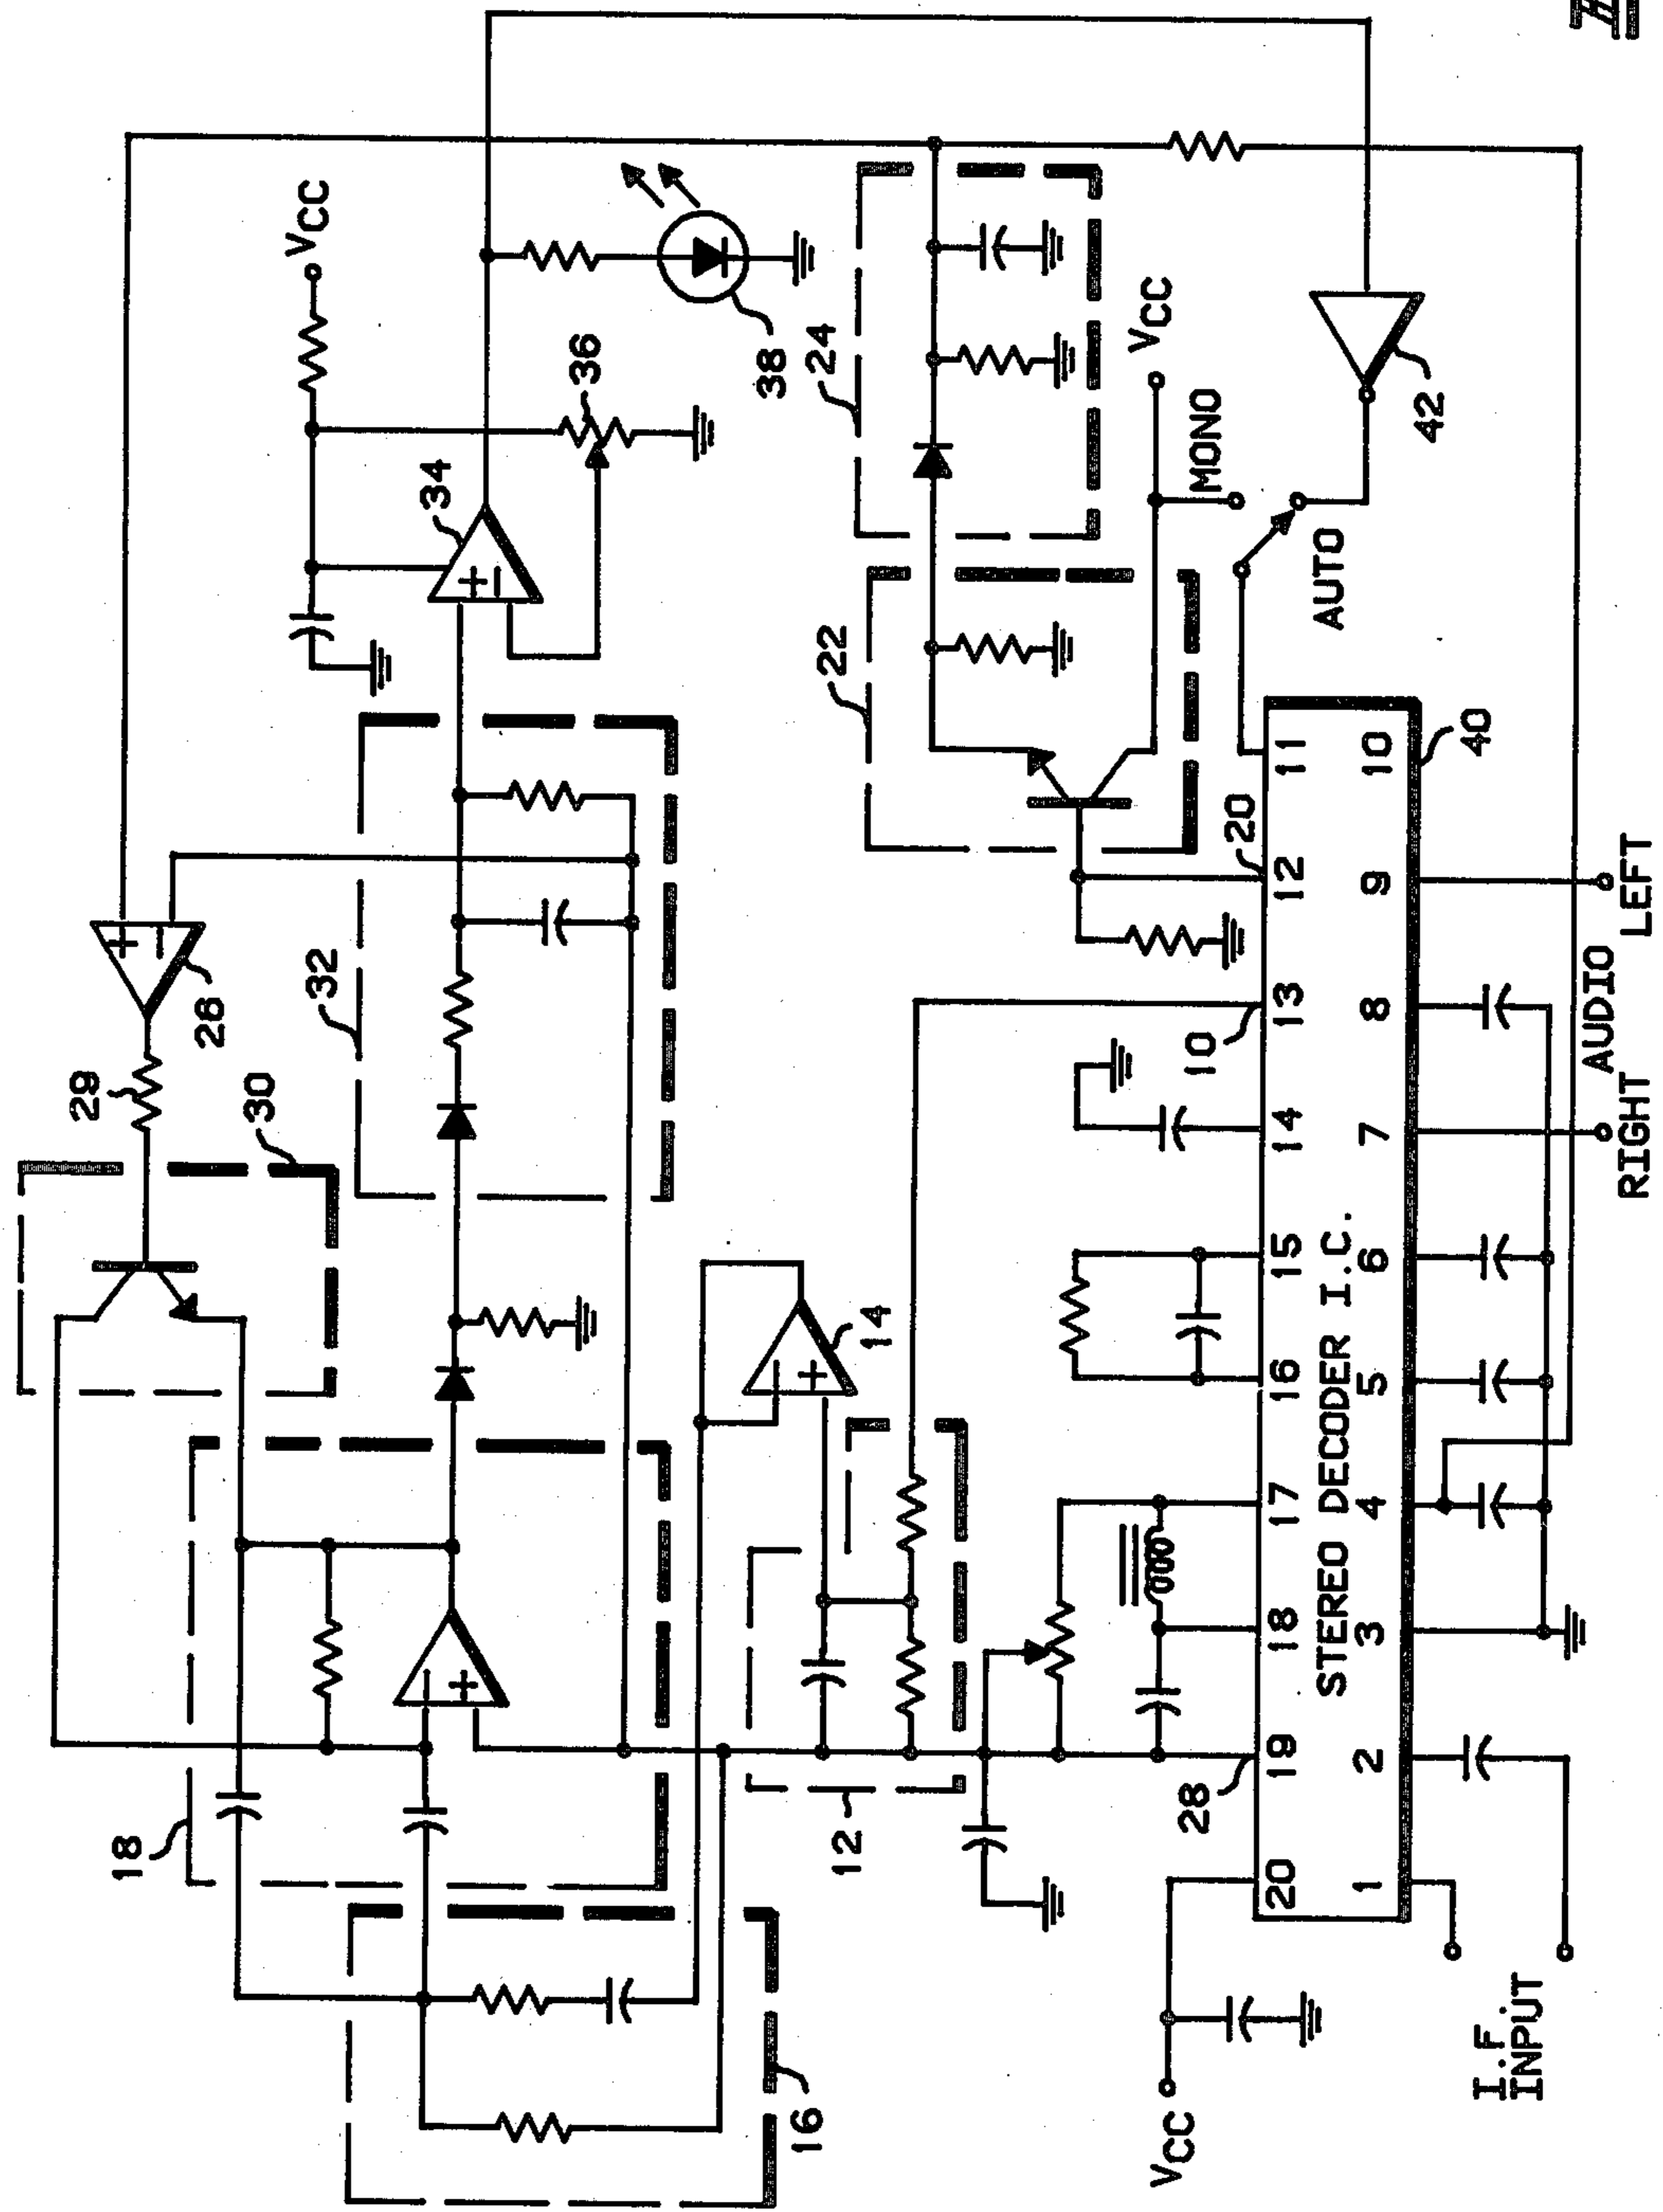 29
18
26
30
32
VCC
34
36
38
16
24
22
12
14
VCC
VCC
28
10
MONO
20
20 19 18 17 16 15 14 13 12 11
STEREO DECODER I.C.
AUTO
1 2 3 4 5 6 7 8 9 10
42
40
I.F.
INPUT
AUDIO
RIGHT LEFT